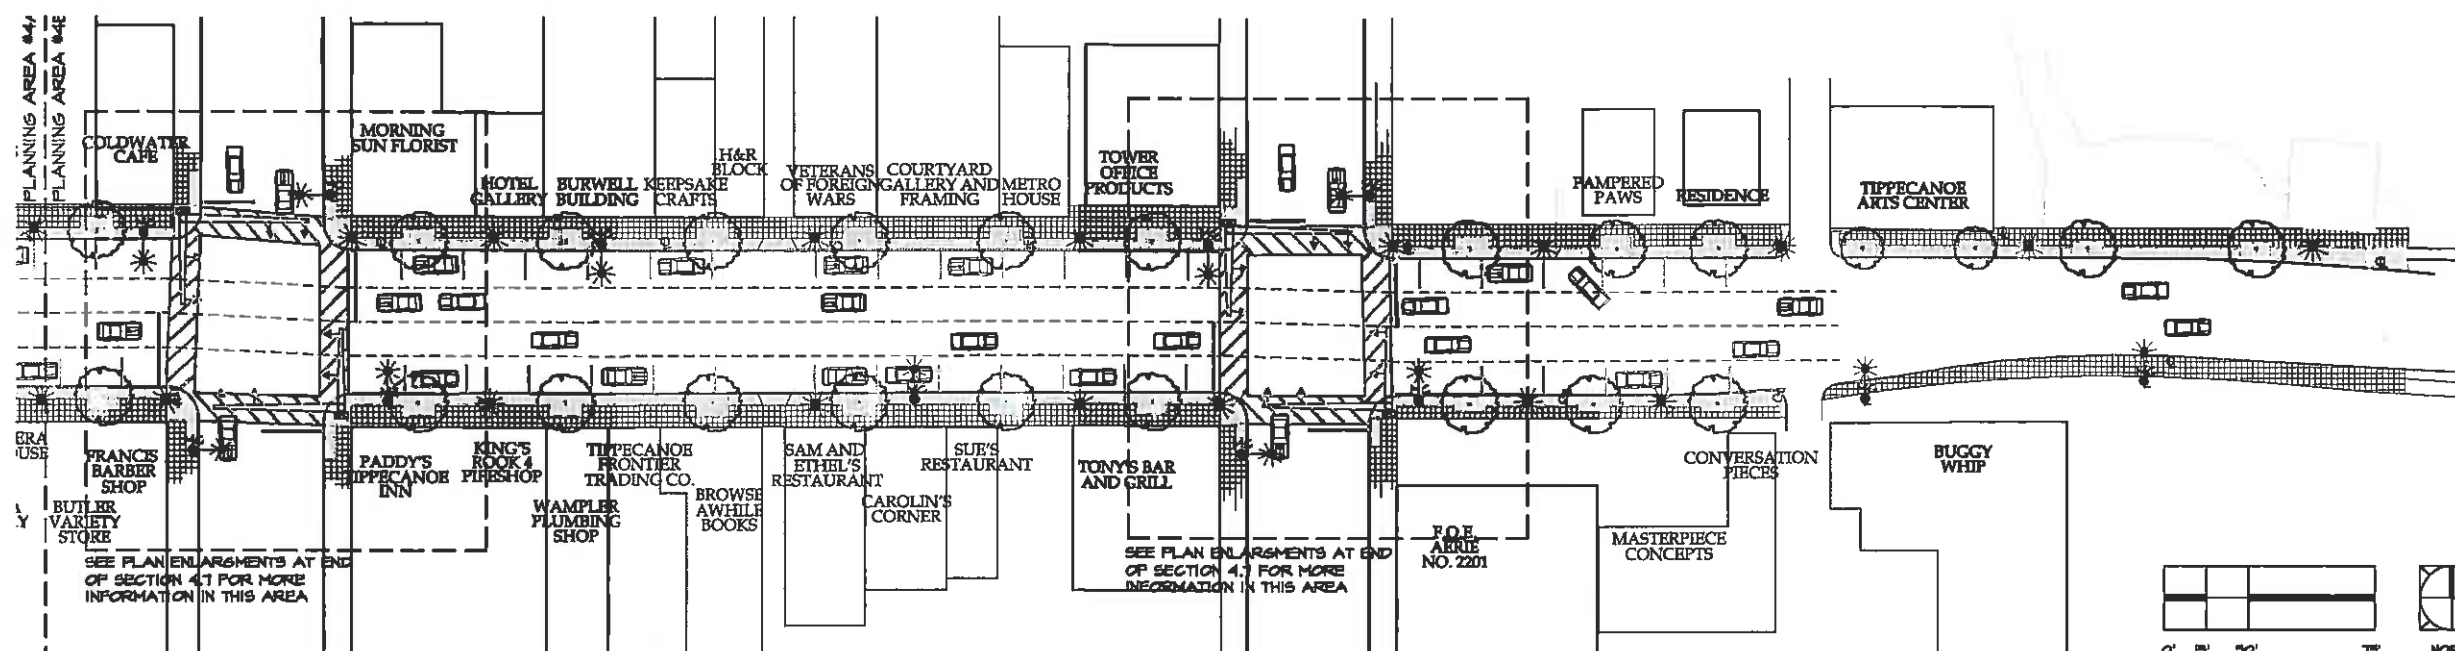 PLANNING AREA #4A
PLANNING AREA #4B
COLDWATER
CAFE
MORNING
SUN FLORIST
HOTEL
GALLERY
BURWELL
BUILDING
KEEPSAKE
CRAFTS
H&R
BLOCK
VETERANS
OF FOREIGN
WARS
COURTYARD
GALLERY AND
FRAMING
METRO
HOUSE
TOWER
OFFICE
PRODUCTS
PAMPERED
PAWS
RESIDENCE
TIPPECANOE
ARTS CENTER
FRANCIS
BARBER
SHOP
BUTLER
VARIETY
STORE
PADDY'S
TIPPECANOE
INN
KING'S
ROOK 4
PIPESHOP
TIPPECANOE
FRONTIER
TRADING CO.
WAMPLER
PLUMBING
SHOP
BROWSE
AWHILE
BOOKS
SAM AND
ETHEL'S
RESTAURANT
CAROLIN'S
CORNER
SUE'S
RESTAURANT
TONY'S BAR
AND GRILL
F.O.E.
AERIE
NO. 2201
MASTERPIECE
CONCEPTS
CONVERSATION
PIECES
BUGGY
WHIP
SEE PLAN ENLARGMENTS AT END
OF SECTION 4.7 FOR MORE
INFORMATION IN THIS AREA
SEE PLAN ENLARGMENTS AT END
OF SECTION 4.7 FOR MORE
INFORMATION IN THIS AREA